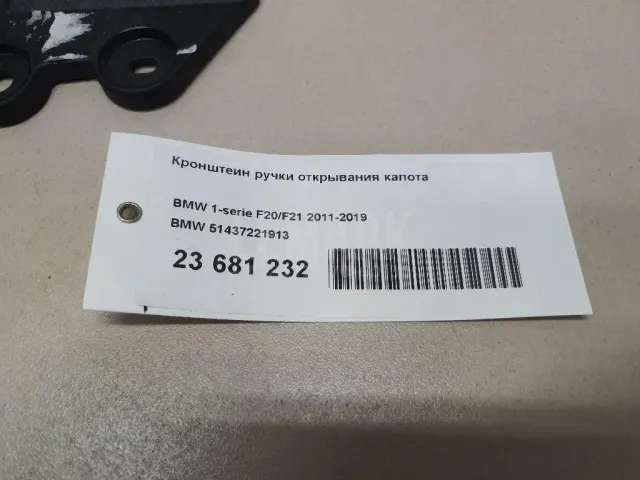 Кронштейн ручки открывания капота
BMW 1-serie F20/F21 2011-2019
BMW 51437221913
23 681 232